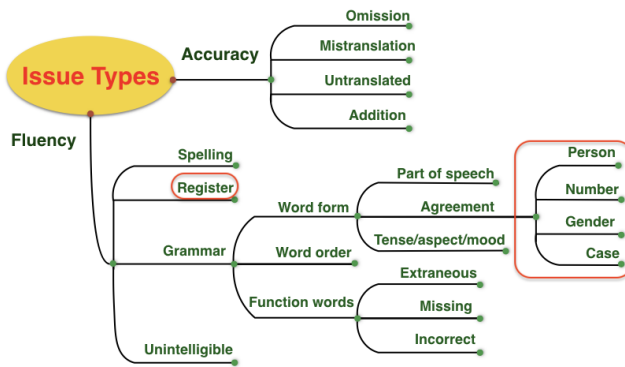 Issue Types
Accuracy
Omission
Mistranslation
Untranslated
Addition
Fluency
Spelling
Register
Grammar
Word form
Part of speech
Agreement
Person
Number
Gender
Case
Tense/aspect/mood
Word order
Function words
Extraneous
Missing
Incorrect
Unintelligible